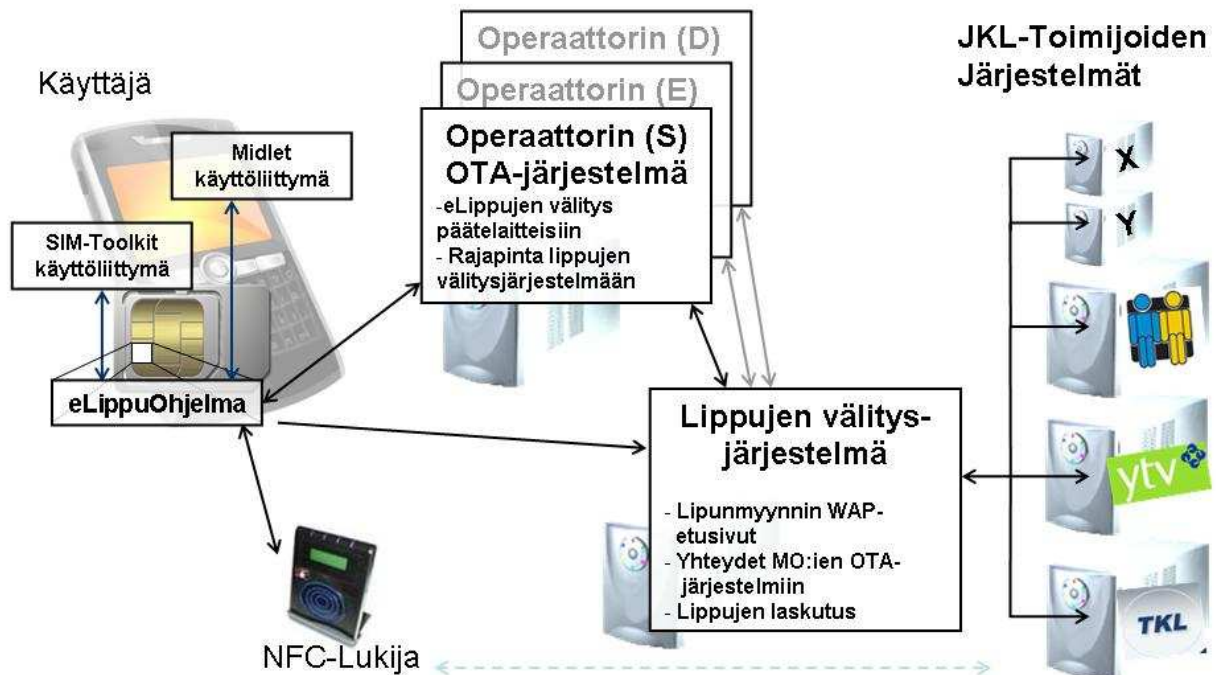 Käyttäjä
Midlet
käyttöliittymä
SIM-Toolkit
käyttöliittymä
eLippuOhjelma
NFC-Lukija
Operaattorin (D)
Operaattorin (E)
Operaattorin (S)
OTA-järjestelmä
-eLippujen välitys
päätelaitteisiin
- Rajapinta lippujen
välitysjärjestelmään
Lippujen välitys-
järjestelmä
- Lipunmyynnin WAP-
etusivut
- Yhteydet MO:ien OTA-
järjestelmiin
- Lippujen laskutus
JKL-Toimijoiden
Järjestelmät
X
Y
ytv
TKL